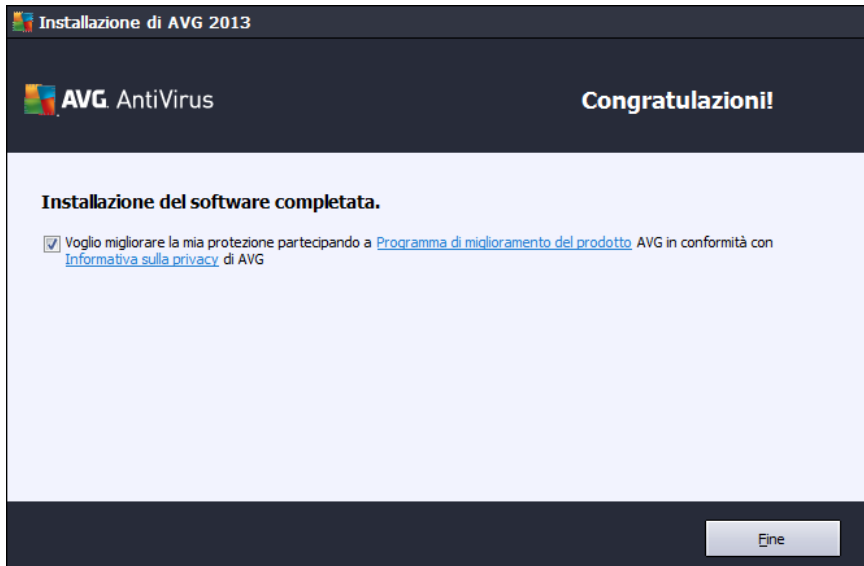 Installazione di AVG 2013
AVG. AntiVirus
Congratulazioni!
Installazione del software completata.
Voglio migliorare la mia protezione partecipando a Programma di miglioramento del prodotto AVG in conformità con
Informativa sulla privacy di AVG
Fine